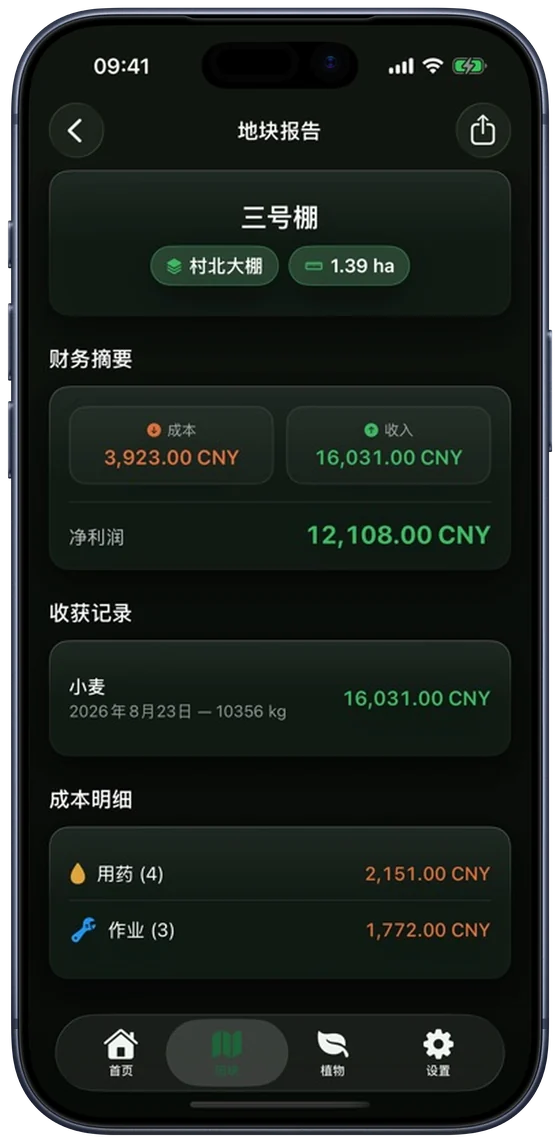 09:41
地块报告
三号棚
村北大棚
1.39 ha
财务摘要
成本
收入
3,923.00 CNY
16,031.00 CNY
净利润
12,108.00 CNY
收获记录
小麦
16,031.00 CNY
2026年8月23日 — 10356 kg
成本明细
用药 (4)
2,151.00 CNY
作业 (3)
1,772.00 CNY
首页
植物
设置